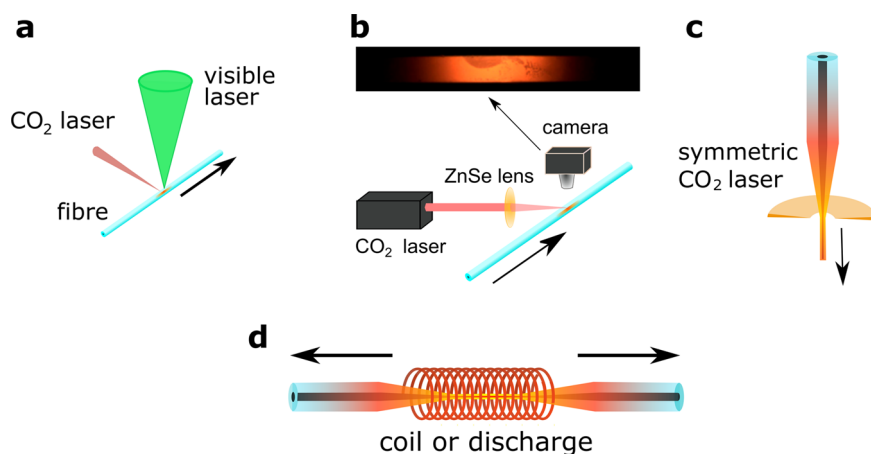 a
visible
laser
CO₂ laser
fibre
b
camera
ZnSe lens
CO₂ laser
c
symmetric
CO₂ laser
d
coil or discharge